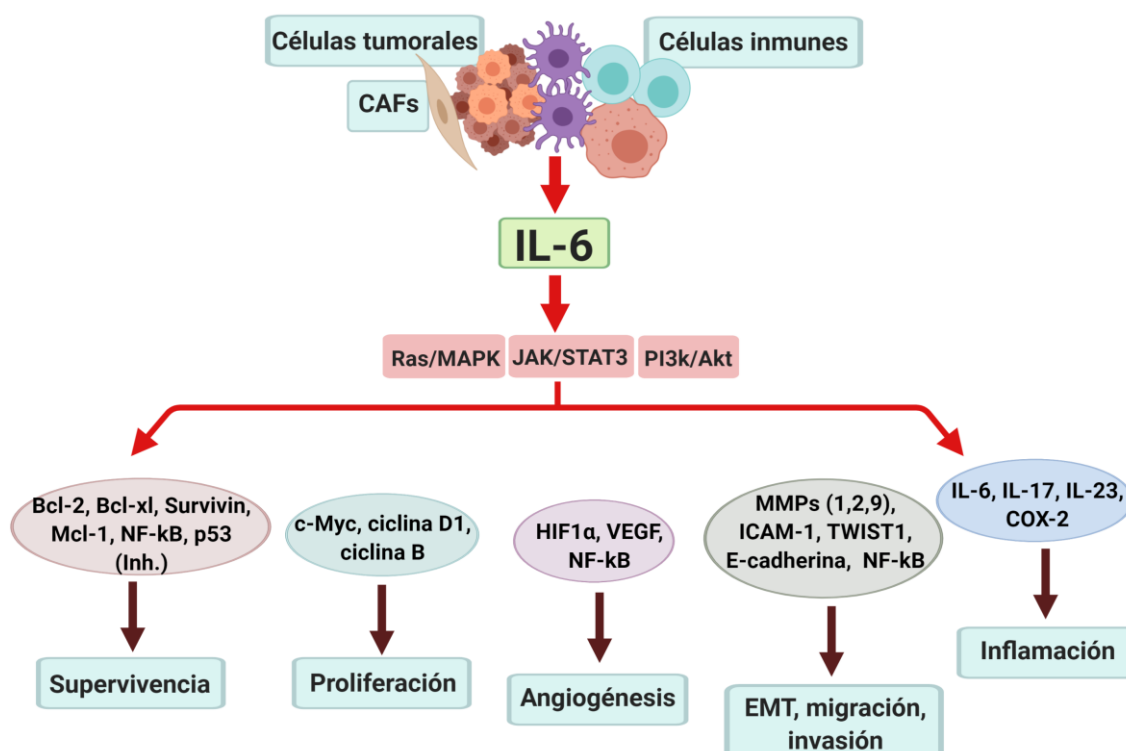 Células tumorales
Células inmunes
CAFs
IL-6
Ras/MAPK
JAK/STAT3
PI3k/Akt
Bcl-2, Bcl-xl, Survivin,
Mcl-1, NF-kB, p53
(Inh.)
c-Myc, ciclina D1,
ciclina B
HIF1α, VEGF,
NF-kB
MMPs (1,2,9),
ICAM-1, TWIST1,
E-cadherina, NF-kB
IL-6, IL-17, IL-23,
COX-2
Supervivencia
Proliferación
Angiogénesis
EMT, migración,
invasión
Inflamación